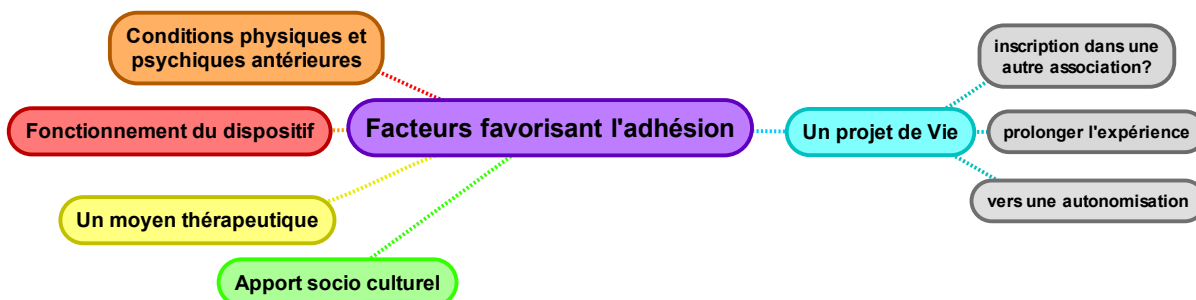 Conditions physiques et
psychiques antérieures
Fonctionnement du dispositif
Un moyen thérapeutique
Apport socio culturel
Facteurs favorisant l'adhésion
Un projet de Vie
inscription dans une
autre association?
prolonger l'expérience
vers une autonomisation